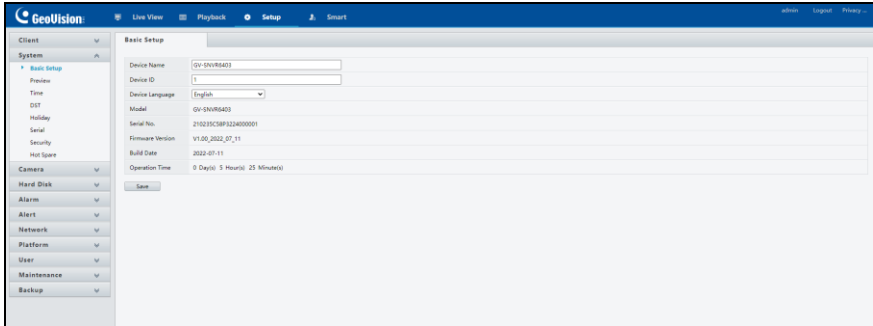 GeoVision Live View Playback Setup Smart admin Logout Privacy ...
Client
System
Basic Setup
Preview
Time
DST
Holiday
Serial
Security
Hot Spare
Camera
Hard Disk
Alarm
Alert
Network
Platform
User
Maintenance
Backup
Basic Setup
Device Name GV-SNVR6403
Device ID 1
Device Language English
Model GV-SNVR6403
Serial No.
Firmware Version V1.00_2022_07_11
Build Date 2022-07-11
Operation Time 0 Day(s) 5 Hour(s) 25 Minute(s)
Save